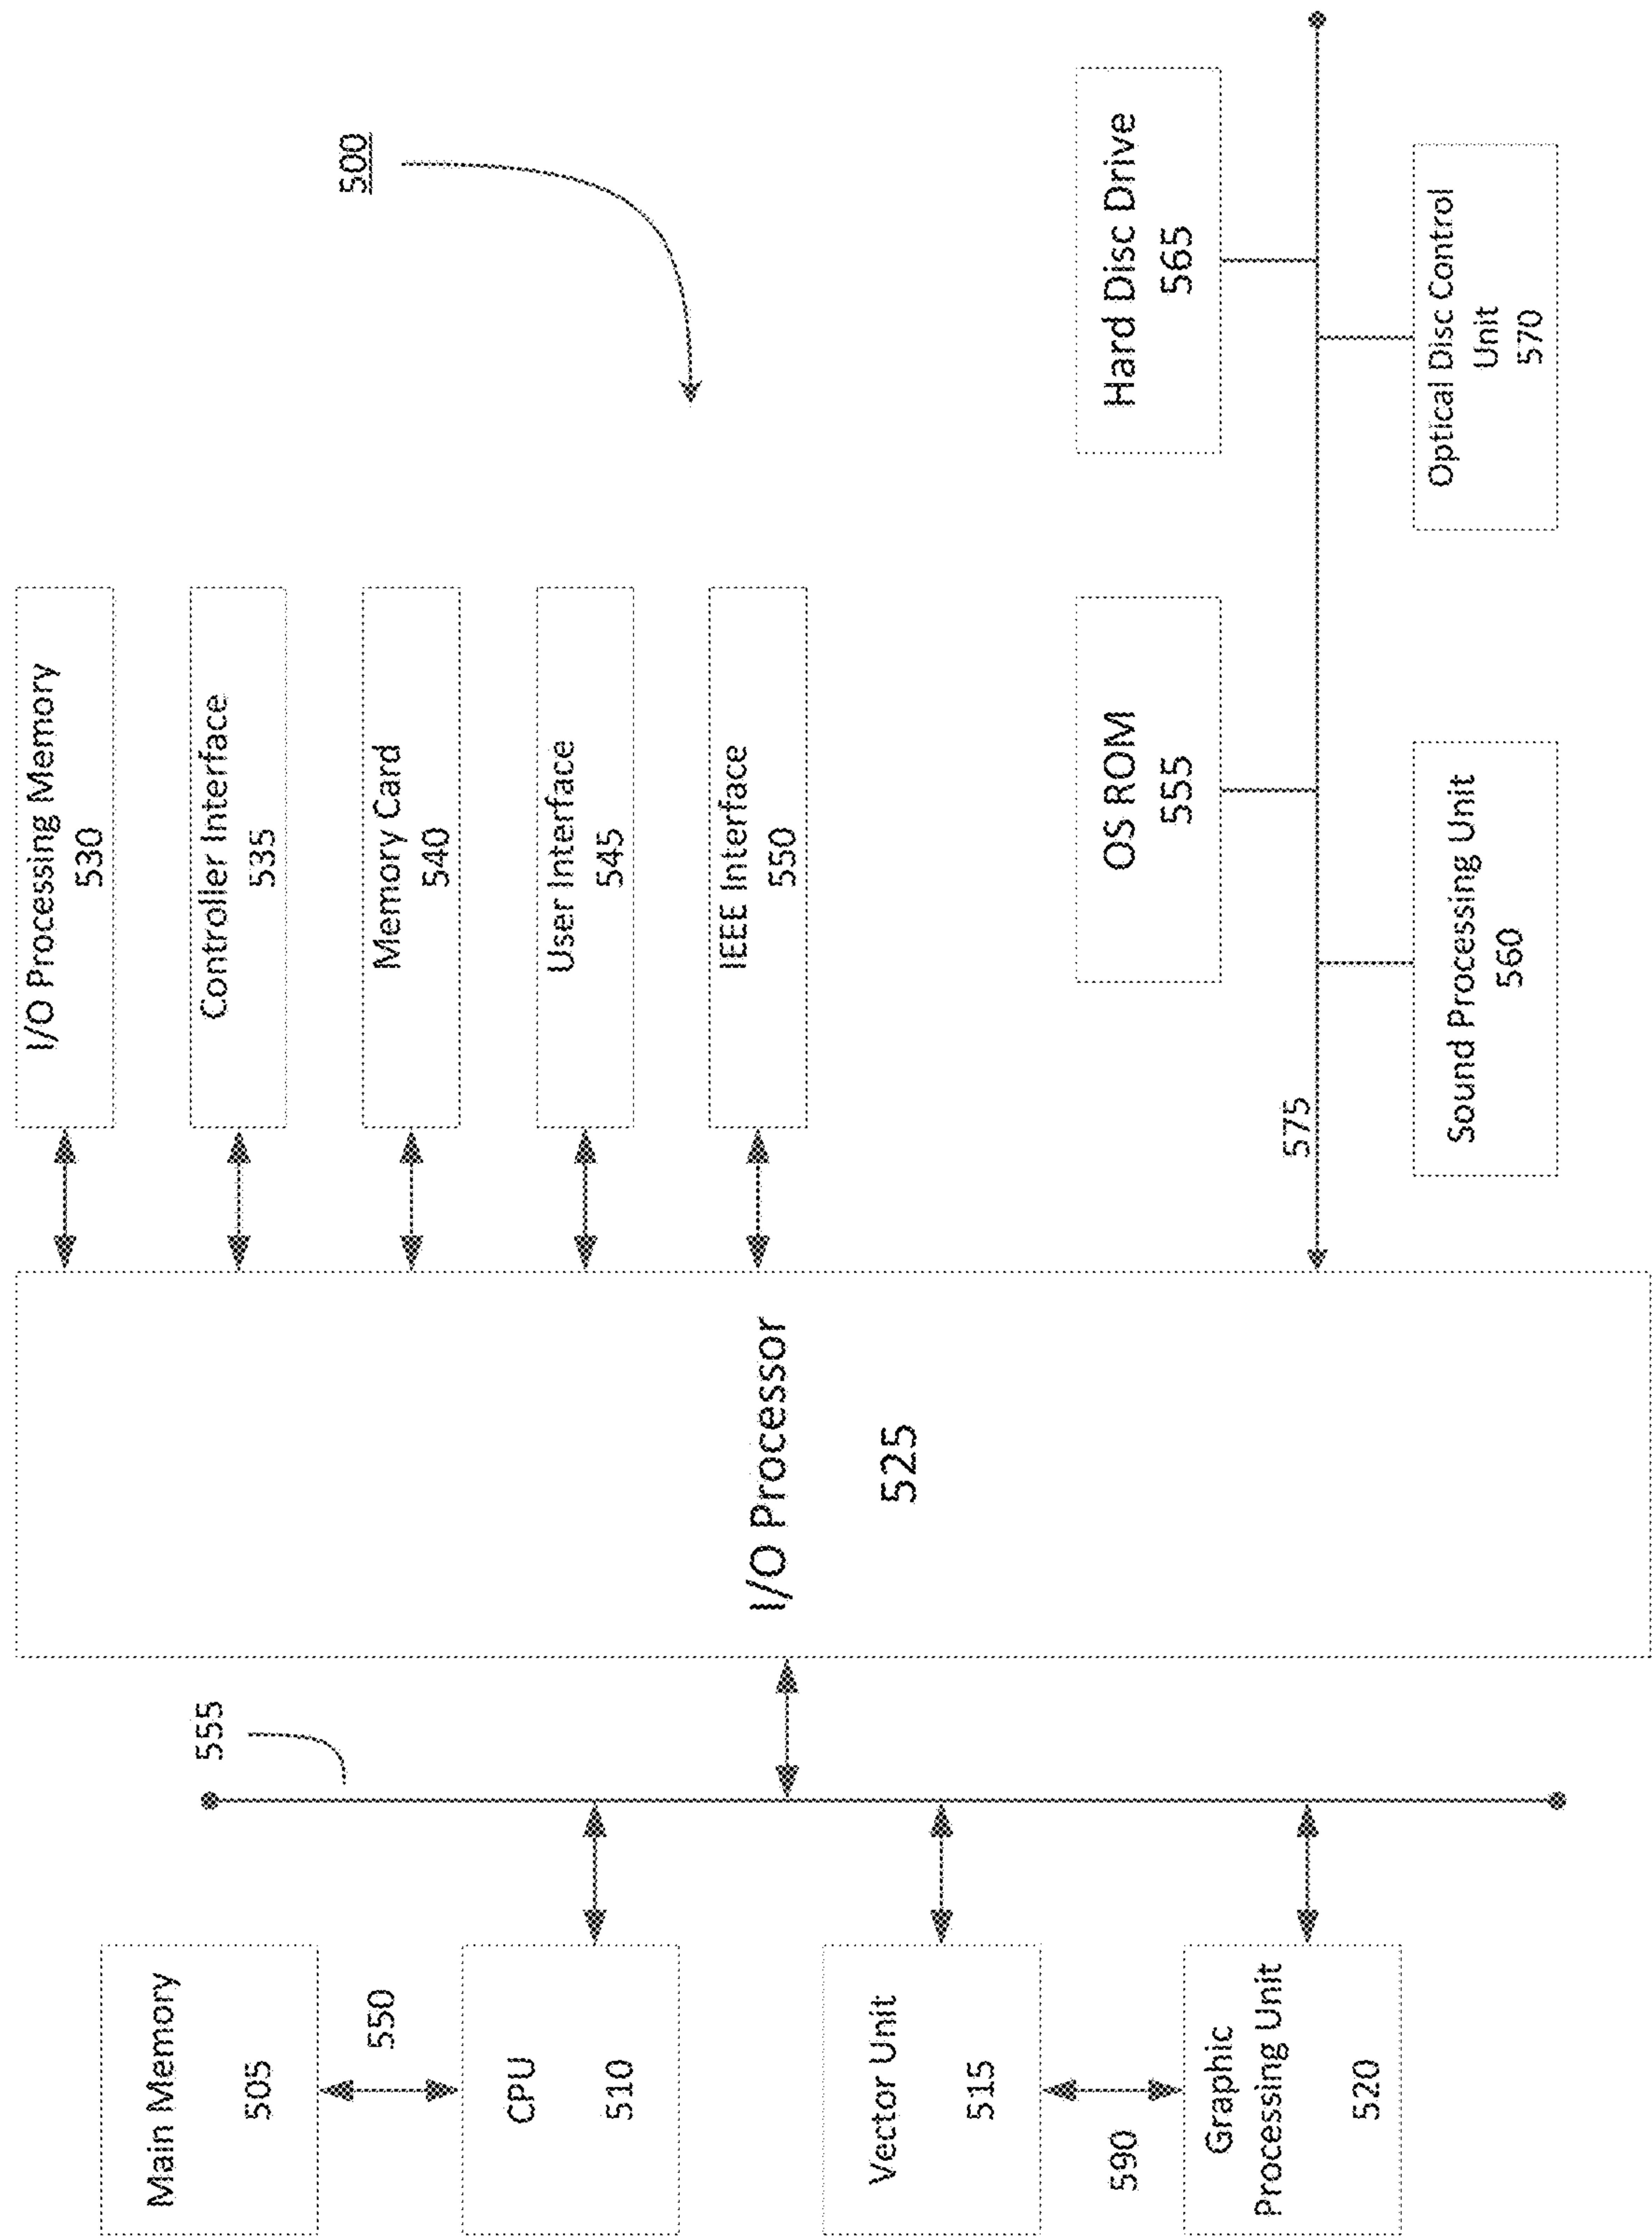 500
Main Memory
505
550
CPU
510
Vector Unit
515
590
Graphic
Processing Unit
520
555
I/O Processor
525
I/O Processing Memory
530
Controller Interface
535
Memory Card
540
User Interface
545
IEEE Interface
550
575
OS ROM
555
Hard Disc Drive
565
Sound Processing Unit
560
Optical Disc Control
Unit
570